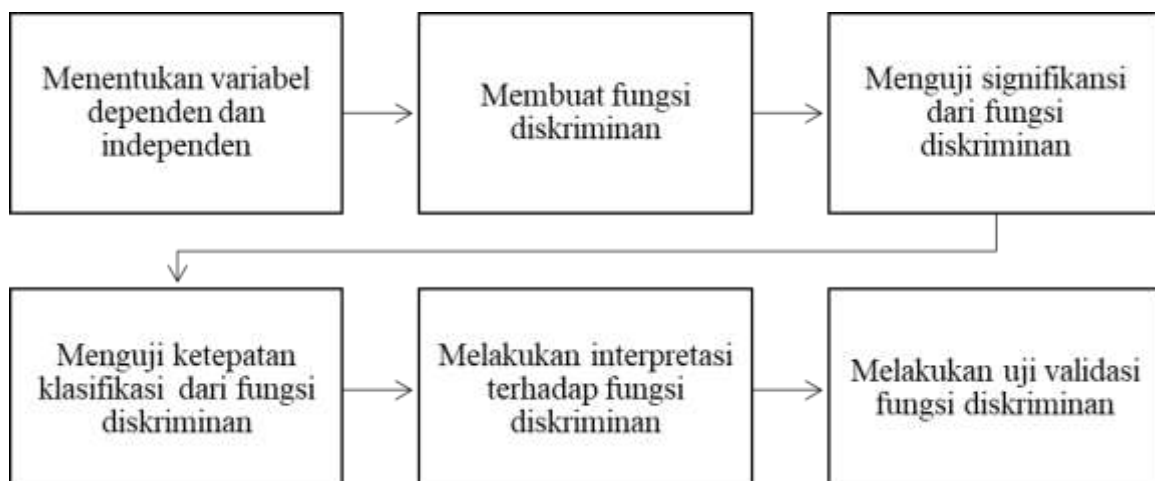 Menentukan variabel
dependen dan
independen
Membuat fungsi
diskriminan
Menguji signifikansi
dari fungsi
diskriminan
Menguji ketepatan
klasifikasi dari fungsi
diskriminan
Melakukan interpretasi
terhadap fungsi
diskriminan
Melakukan uji validasi
fungsi diskriminan